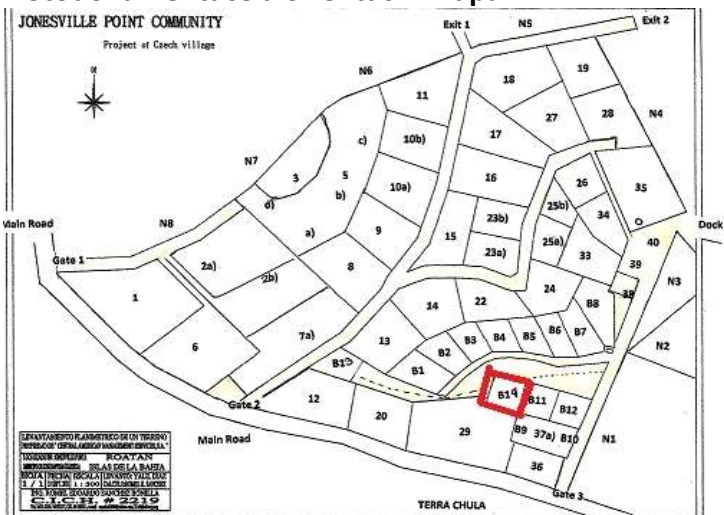 JONESVILLE POINT COMMUNITY
Project of Czech village
Exit 1
N5
Exit 2
N6
18
19
N4
11
27
28
17
10b)
c)
N7
3
5
b)
16
26
35
10a)
d)
25b)
34
N8
23b)
Main Road
a)
9
15
25a)
Dock
23a)
40
33
Gate 1
2a)
8
39
2b)
N3
24
38
1
14
22
B8
7a)
B3
B4
B5
B6
B7
13
B2
N2
6
B13
B1
B11
B12
Gate 2
12
20
29
B9
37a)
B10
N1
Main Road
36
Gate 3
ROATAN
ISLAS DE LA BAHIA
C.I.C.H. # 2219
TERRA CHULA